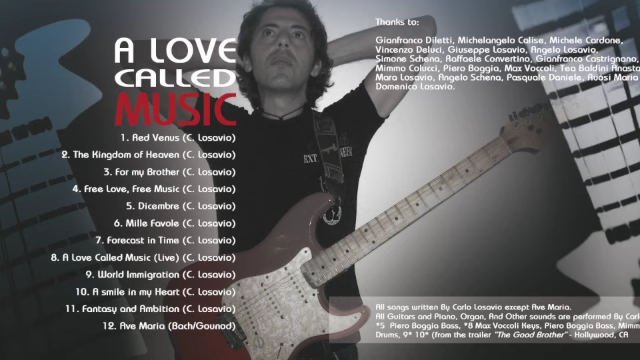 A LOVE
CALLED
MUSIC
1. Red Venus (C. Losavio)
2. The Kingdom of Heaven (C. Losavio)
3. For my Brother (C. Losavio)
4. Free Love, Free Music (C. Losavio)
5. Dicembre (C. Losavio)
6. Mille Favole (C. Losavio)
7. Forecast in Time (C. Losavio)
8. A Love Called Music (Live) (C. Losavio)
9. World Immigration (C. Losavio)
10. A smile in my Heart (C. Losavio)
11. Fantasy and Ambition (C. Losavio)
12. Ave Maria (Bach/Gounod)
Thanks to:
Gianfranco Diletti, Michelangelo Calise, Michele Cardone,
Vincenzo Deluci, Giuseppe Losavio, Angelo Losavio,
Simone Schena, Raffaele Convertino, Gianfranco Castrignano,
Mimmo Colucci, Piero Boggia, Max Voccoli, Tea Boldini Anasta
Mara Losavio, Angelo Schena, Pasquale Daniele, Maria
Domenico Losavio.
All songs written By Carlo Losavio except Ave Maria.
All Guitars and Piano, Organ, And Other sounds are performed By Carl
*5 Piero Boggia Bass, *8 Max Voccoli Keys, Piero Boggia Bass, Mimm
Drums, 9* 10* (from the trailer "The Good Brother" - Hollywood, CA